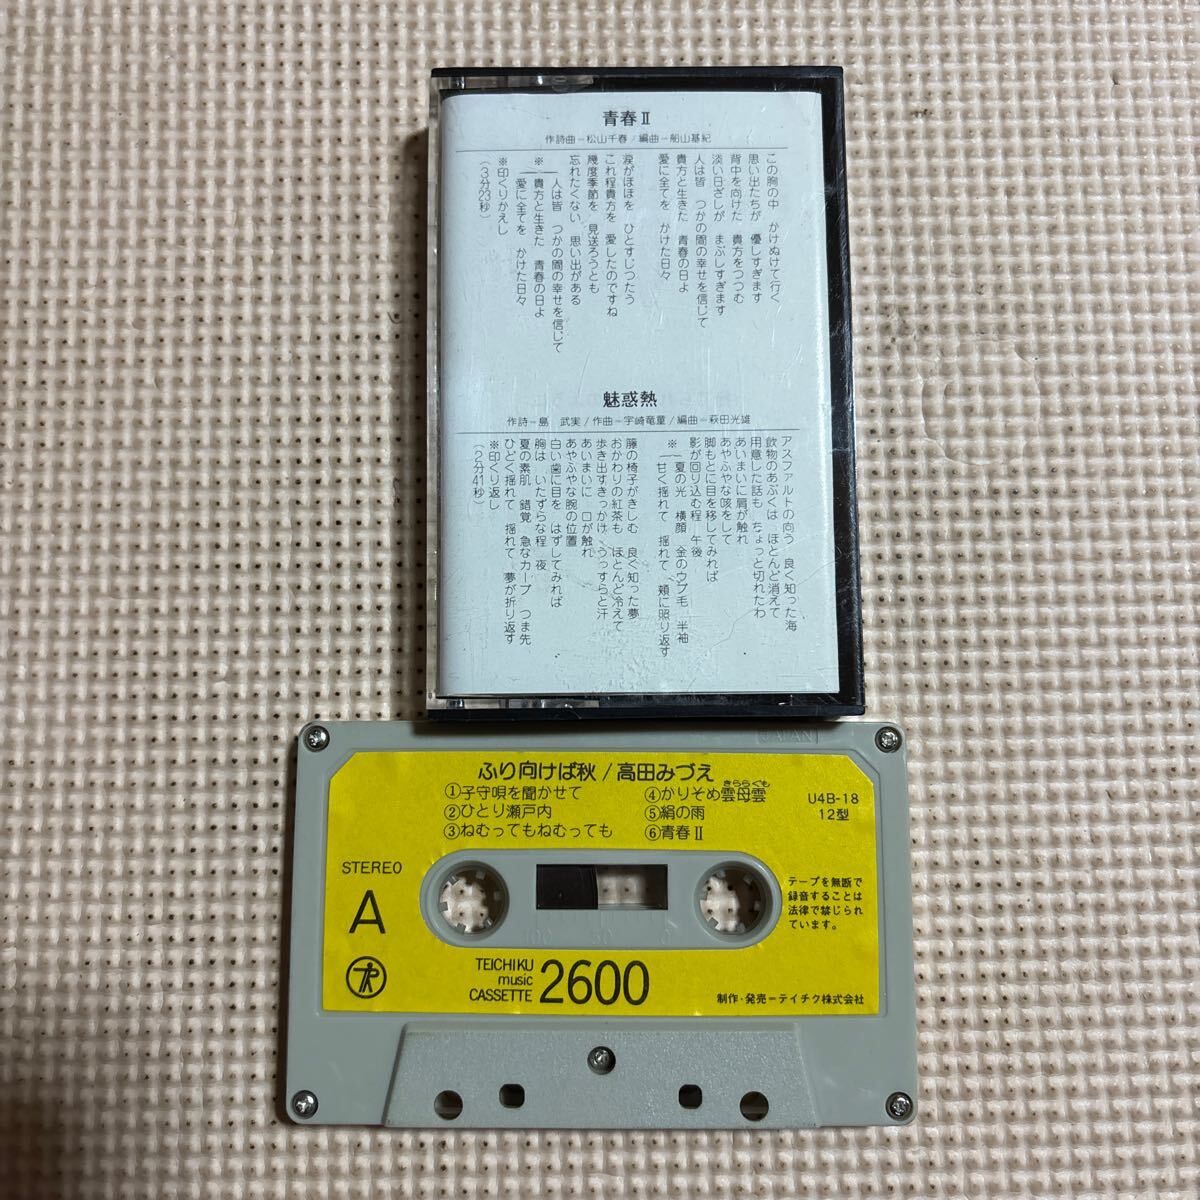 青春Ⅱ
作詩曲=松山千春/編曲=船山基紀
この胸の中　かけぬけて行く
思い出たちが　優しすぎます
背中を向けた　貴方をつつむ
淡い日ざしが　まぶしすぎます
人は皆　つかの間の幸せを信じて
貴方と生きた　青春の日よ
愛に全てを　かけた日々
涙がほほを　ひとすじつたう
これ程貴方を　愛したのですね
幾度季節を　見送ろうとも
忘れたくない　思い出がある
人は皆　つかの間の幸せを信じて
※貴方と生きた　青春の日よ
愛に全てを　かけた日々
※印くりかえし
(3分23秒)
魅惑熱
作詩=島　武実/作曲=宇崎竜童/編曲=萩田光雄
アスファルトの向う　良く知った海
飲物のあぶくは　ほとんど消えて
用意した話も　ちょっと切れたわ
あいまいに肩が触れ
あやふやな咳をして
脚もとに目を移してみれば
影が回り込む程　午後
※夏の光　横顔　金のウブ毛　半袖
甘く揺れて　揺れて　頬に照り返す
籐の椅子がきしむ　良く知った夢
おかわりの紅茶も　ほとんど冷えて
歩き出すきっかけ　うっすらと汗
あいまいに　口が触れ
あやふやな腕の位置
白い歯に目を　はずしてみれば
胸は　いたずらな程　夜
夏の素肌　錯覚　急なカーブ　つま先
ひどく揺れて　揺れて　夢が折り返す
※印くり返し
(2分41秒)
JAPAN
ふり向けば秋/高田みづえ
①子守唄を聞かせて
②ひとり瀬戸内
③ねむってもねむっても
④かりそめ雲母雲
きららぐも
⑤絹の雨
⑥青春Ⅱ
U4B-18
12型
STEREO
A
テープを無断で
録音することは
法律で禁じられ
ています。
100 50 0
TEICHIKU
music
CASSETTE 2600
制作・発売=テイチク株式会社